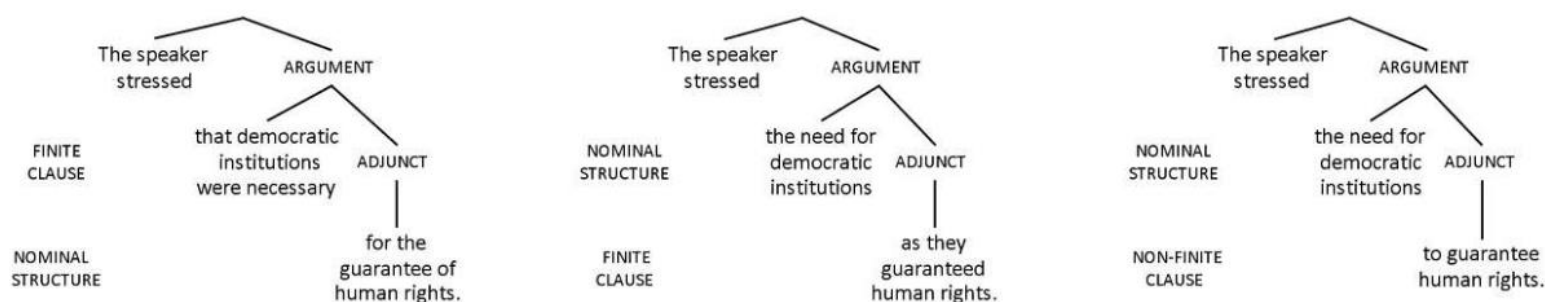 The speaker
stressed
ARGUMENT
FINITE
CLAUSE
that democratic
institutions
were necessary
ADJUNCT
NOMINAL
STRUCTURE
for the
guarantee of
human rights.
The speaker
stressed
ARGUMENT
NOMINAL
STRUCTURE
the need for
democratic
institutions
ADJUNCT
FINITE
CLAUSE
as they
guaranteed
human rights.
The speaker
stressed
ARGUMENT
NOMINAL
STRUCTURE
the need for
democratic
institutions
ADJUNCT
NON-FINITE
CLAUSE
to guarantee
human rights.